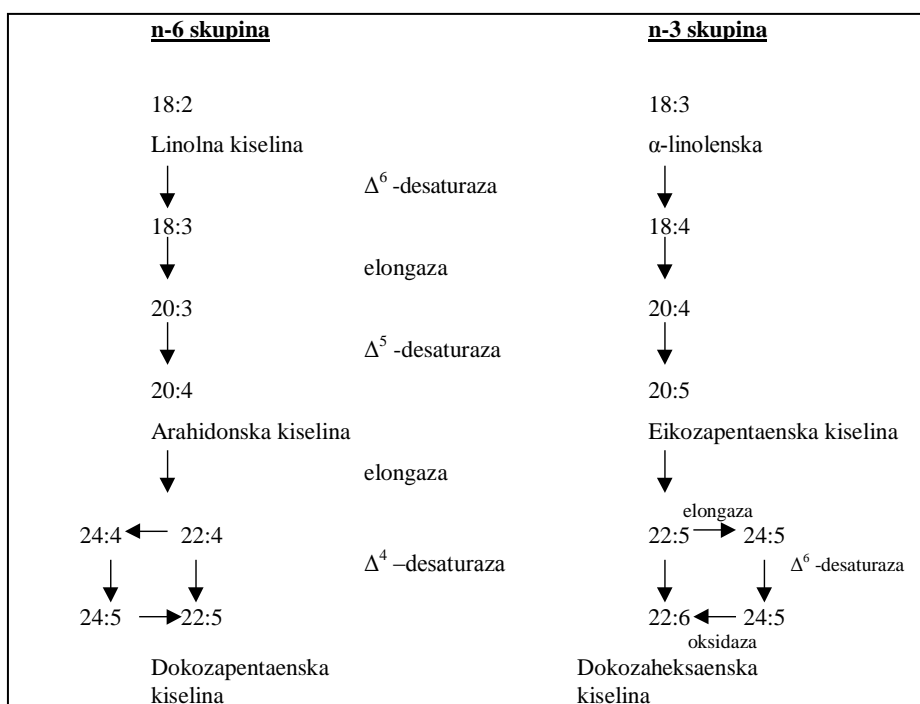 n-6 skupina n-3 skupina
18:2 18:3
Linolna kiselina α-linolenska
Δ⁶ -desaturaza
18:3 18:4
elongaza
20:3 20:4
Δ⁵ -desaturaza
20:4 20:5
Arahidonska kiselina Eikozapentaenska kiselina
elongaza
elongaza
24:4 22:4 22:5 24:5
Δ⁴ –desaturaza Δ⁶ -desaturaza
24:5 22:5 22:6 24:5
oksidaza
Dokozapentaenska Dokozaheksaenska
kiselina kiselina